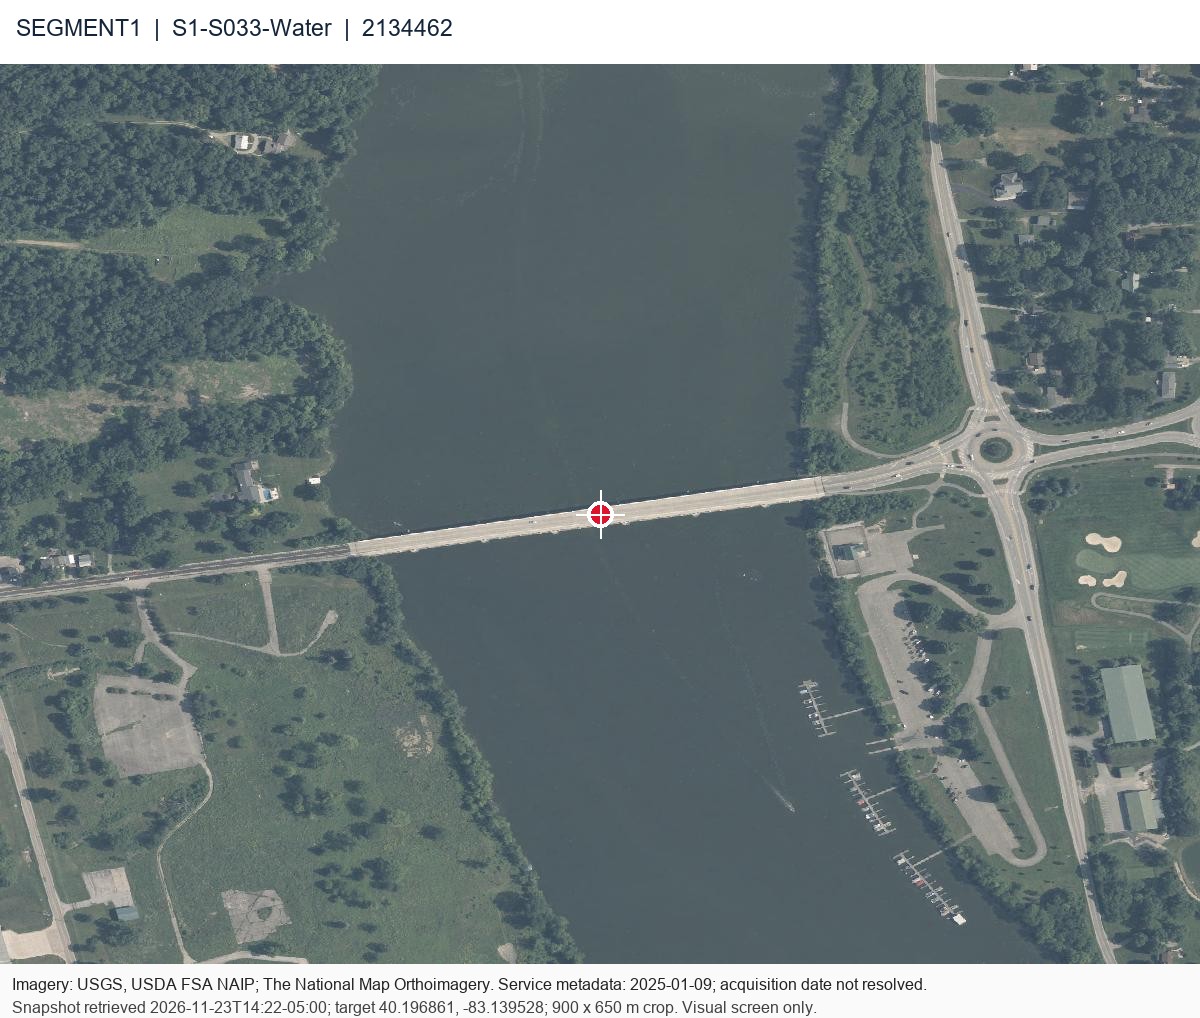 SEGMENT1 | S1-S033-Water | 2134462
Imagery: USGS, USDA FSA NAIP; The National Map Orthoimagery. Service metadata: 2025-01-09; acquisition date not resolved.
Snapshot retrieved 2026-11-23T14:22-05:00; target 40.196861, -83.139528; 900 x 650 m crop. Visual screen only.